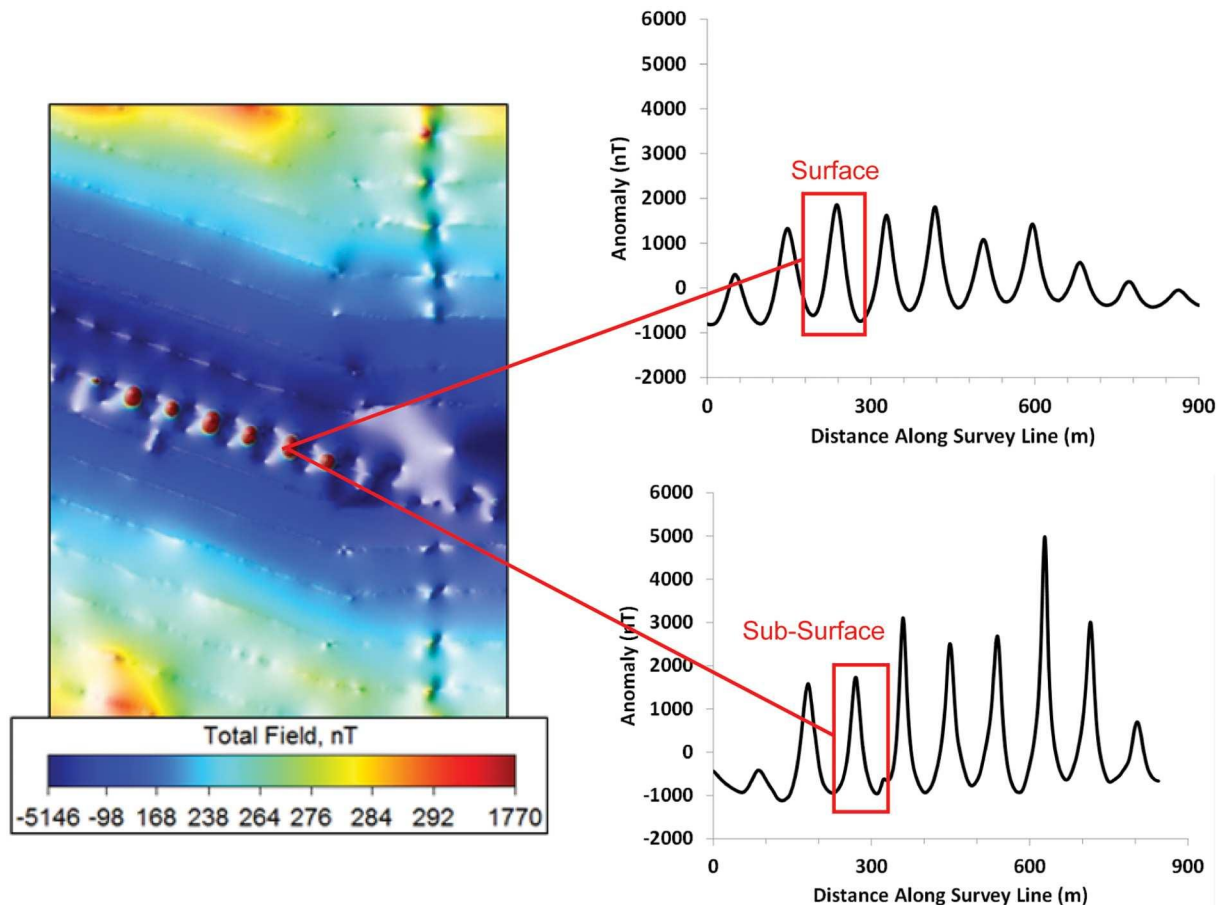 Total Field, nT
-5146 -98 168 238 264 276 284 292 1770
6000
5000
4000
3000
2000
1000
0
-1000
-2000
Anomaly (nT)
Surface
0 300 600 900
Distance Along Survey Line (m)
6000
5000
4000
3000
2000
1000
0
-1000
-2000
Anomaly (nT)
Sub-Surface
0 300 600 900
Distance Along Survey Line (m)